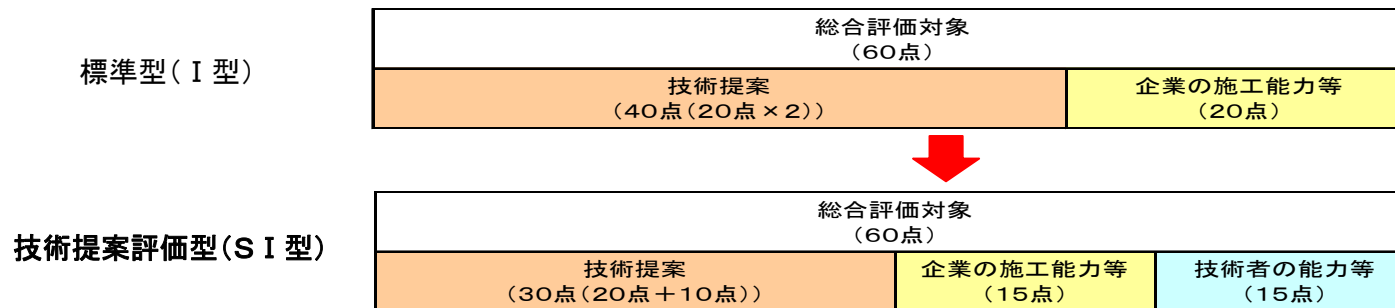 総合評価対象
（60点）
標準型（Ⅰ型）
技術提案
（40点（20点×2））
企業の施工能力等
（20点）
総合評価対象
（60点）
技術提案評価型（SⅠ型）
技術提案
（30点（20点＋10点））
企業の施工能力等
（15点）
技術者の能力等
（15点）